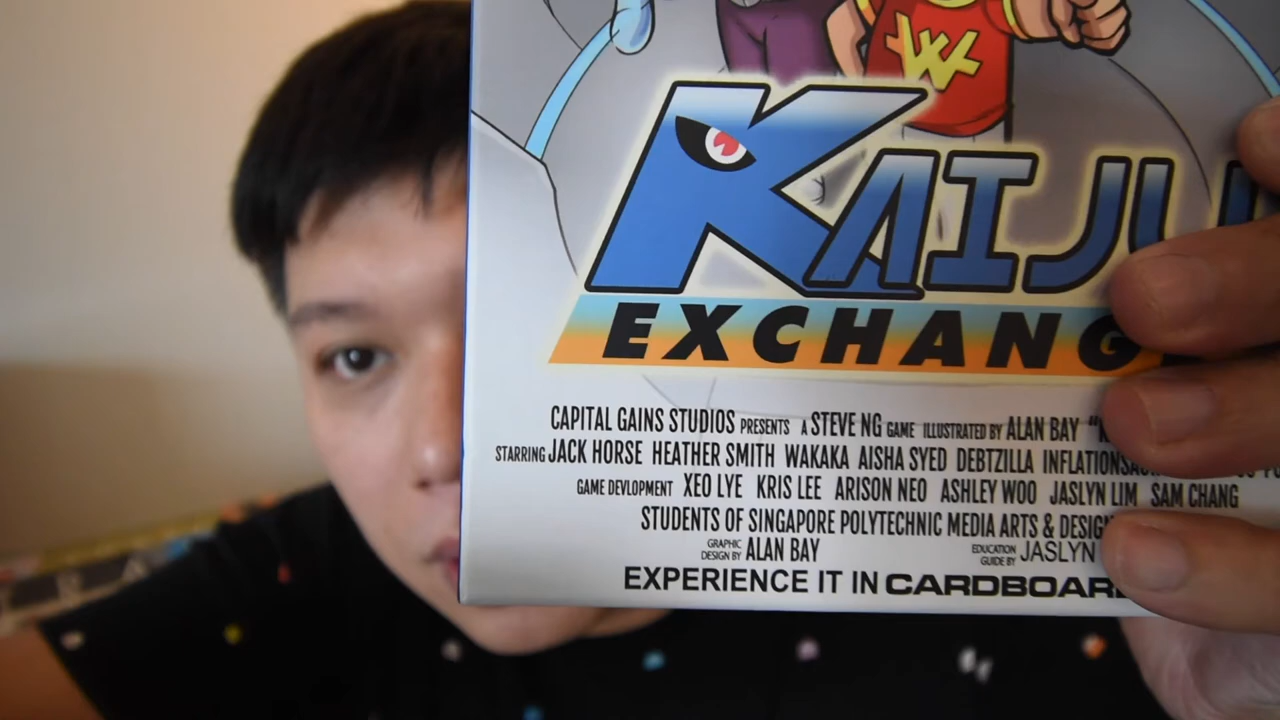 W
KAIJU
EXCHANG
CAPITAL GAINS STUDIOS PRESENTS A STEVE NG GAME ILLUSTRATED BY ALAN BAY
STARRING JACK HORSE HEATHER SMITH WAKAKA AISHA SYED DEBTZILLA
GAME DEVLOPMENT XEO LYE KRIS LEE ARISON NEO ASHLEY WOO JASLYN LIM SAM CHANG
STUDENTS OF SINGAPORE POLYTECHNIC MEDIA ARTS & DESIGN
GRAPHIC DESIGN BY ALAN BAY EDUCATION GUIDE BY JASLYN
EXPERIENCE IT IN CARDBOAR